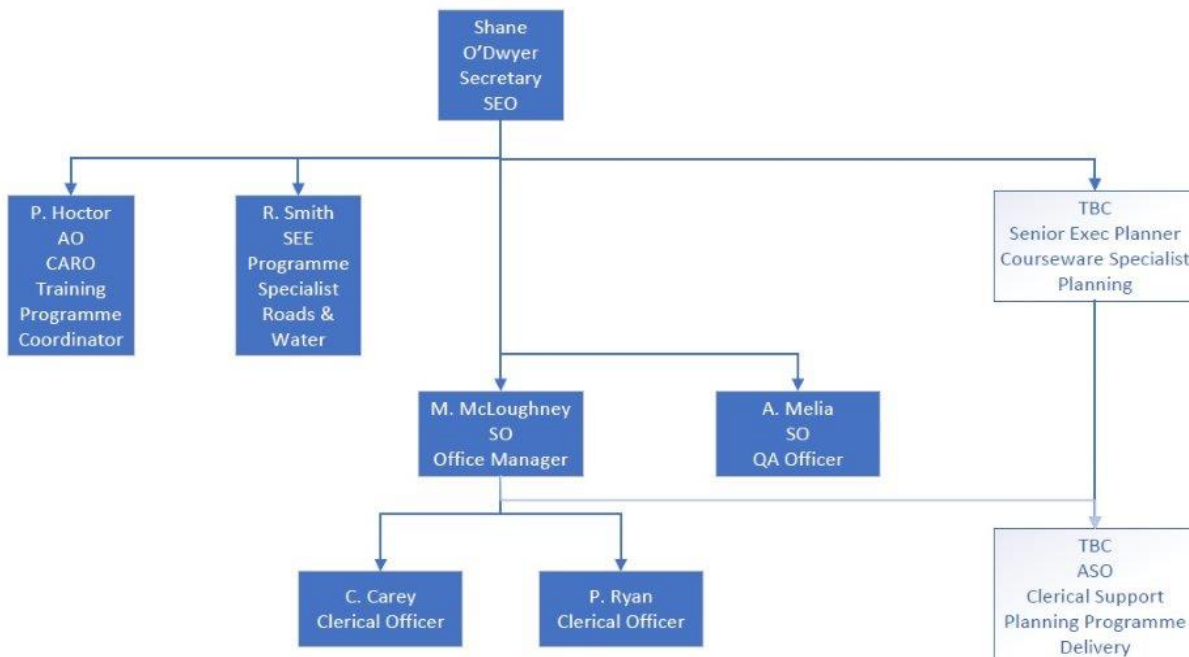 Shane
O'Dwyer
Secretary
SEO
P. Hoctor
AO
CARO
Training
Programme
Coordinator
R. Smith
SEE
Programme
Specialist
Roads &
Water
TBC
Senior Exec Planner
Courseware Specialist
Planning
M. McLoughney
SO
Office Manager
A. Melia
SO
QA Officer
C. Carey
Clerical Officer
P. Ryan
Clerical Officer
TBC
ASO
Clerical Support
Planning Programme
Delivery